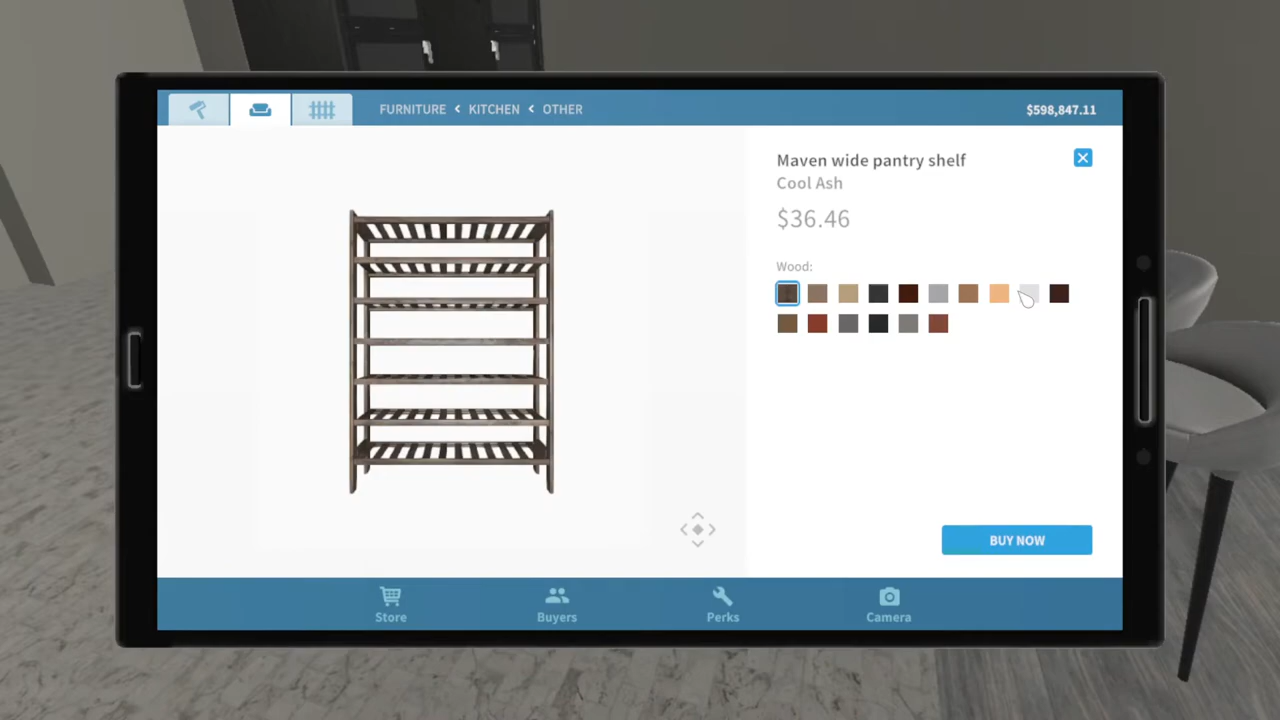 FURNITURE < KITCHEN < OTHER
$598,847.11
Maven wide pantry shelf
Cool Ash
$36.46
Wood:
BUY NOW
Store
Buyers
Perks
Camera